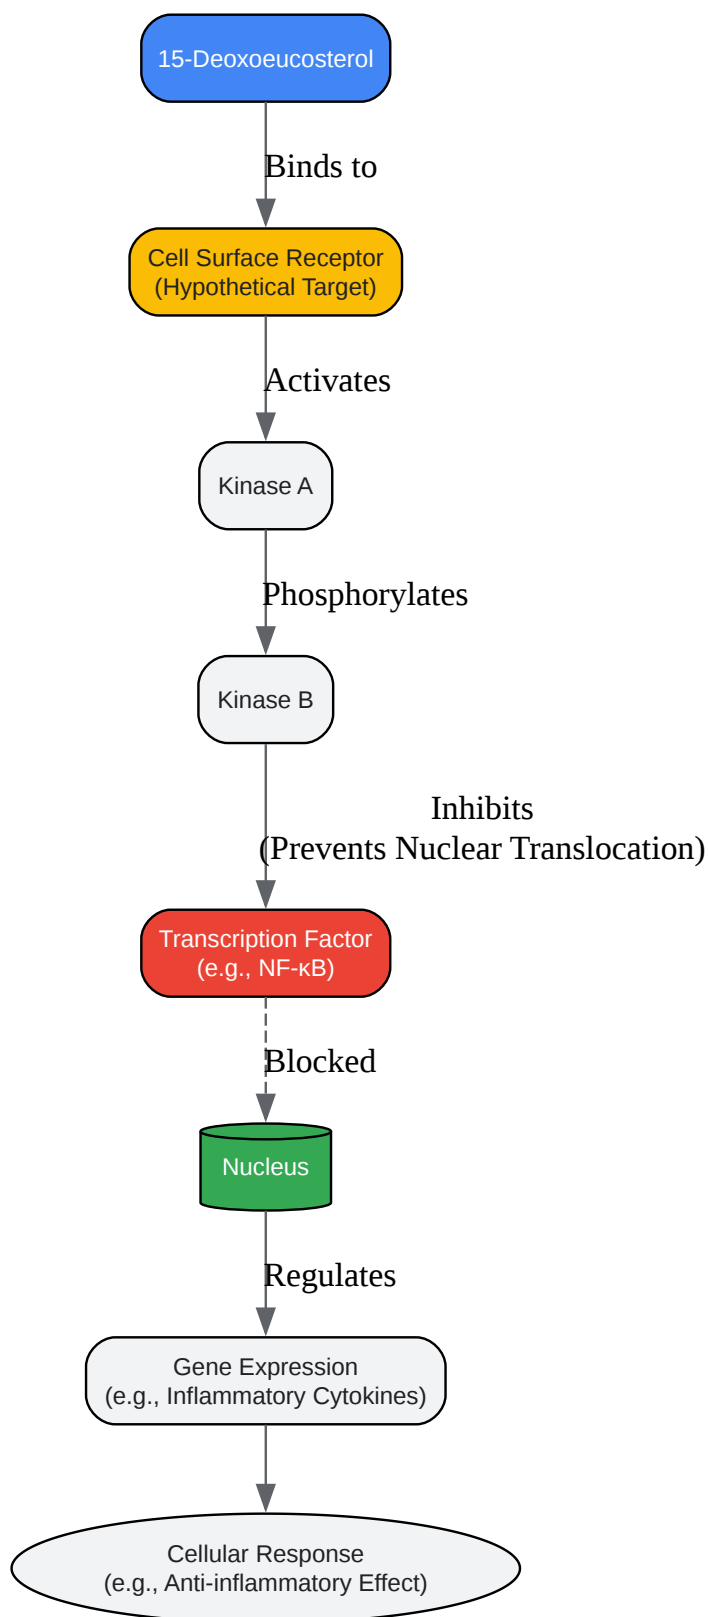 15-Deoxoeucosterol
Binds to
Cell Surface Receptor
(Hypothetical Target)
Activates
Kinase A
Phosphorylates
Kinase B
Inhibits
(Prevents Nuclear Translocation)
Transcription Factor
(e.g., NF-κB)
Blocked
Nucleus
Regulates
Gene Expression
(e.g., Inflammatory Cytokines)
Cellular Response
(e.g., Anti-inflammatory Effect)